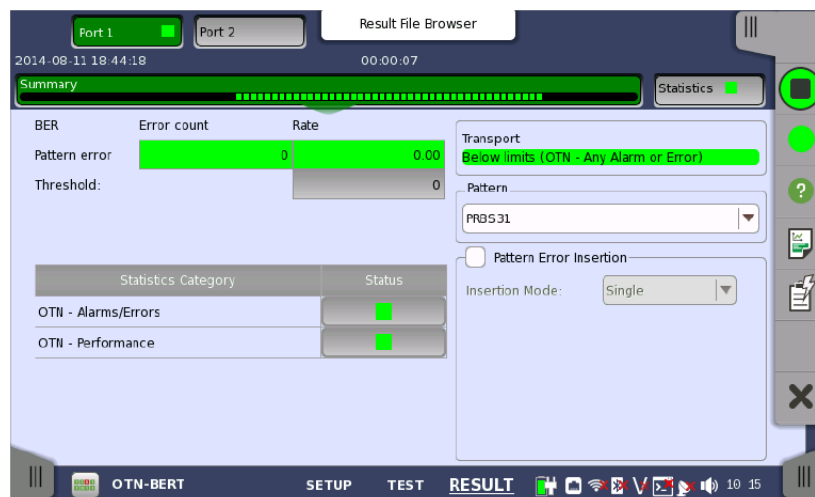 Port 1
Port 2
Result File Browser
2014-08-11 18:44:18
00:00:07
Summary
Statistics
BER
Error count
Rate
Pattern error
0
0.00
Threshold:
0
Transport
Below limits (OTN - Any Alarm or Error)
Pattern
PRBS31
Pattern Error Insertion
Insertion Mode:
Single
Statistics Category
Status
OTN - Alarms/Errors
OTN - Performance
OTN-BERT
SETUP
TEST
RESULT
10 15